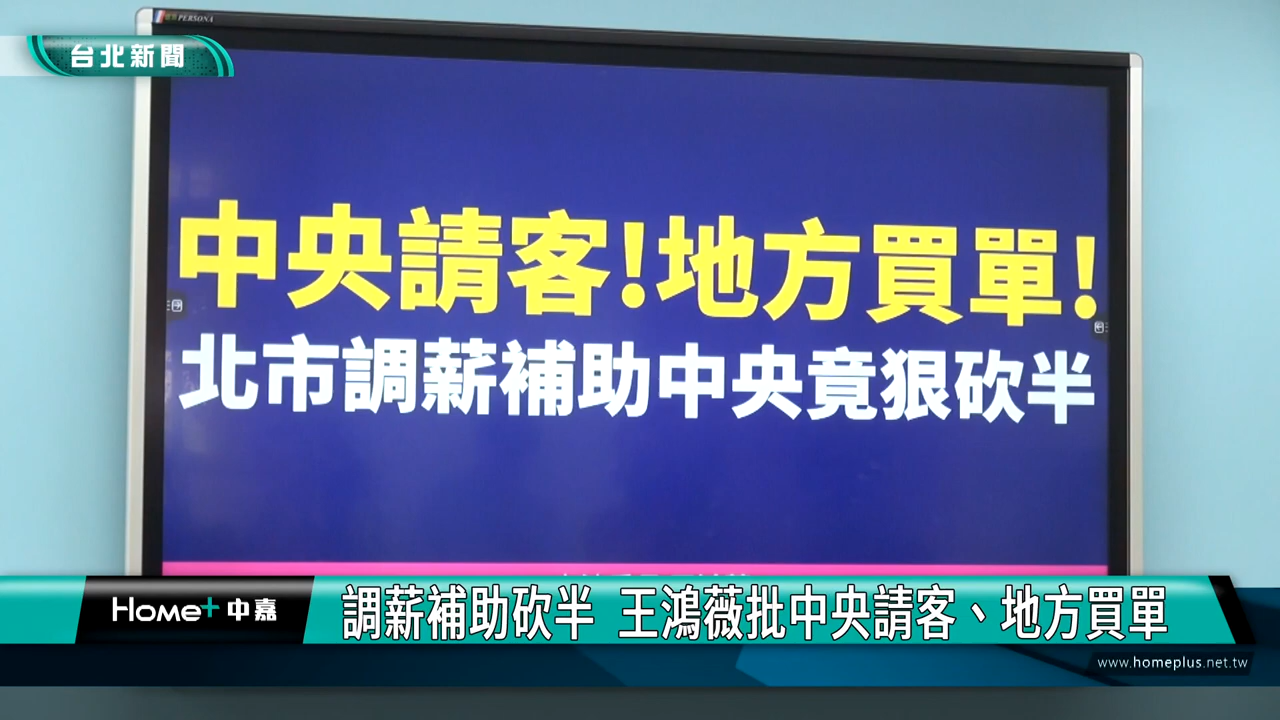 PERSONA
台北新聞
中央請客!地方買單!
北市調薪補助中央竟狠砍半
Home+中嘉
調薪補助砍半 王鴻薇批中央請客、地方買單
www.homeplus.net.tw